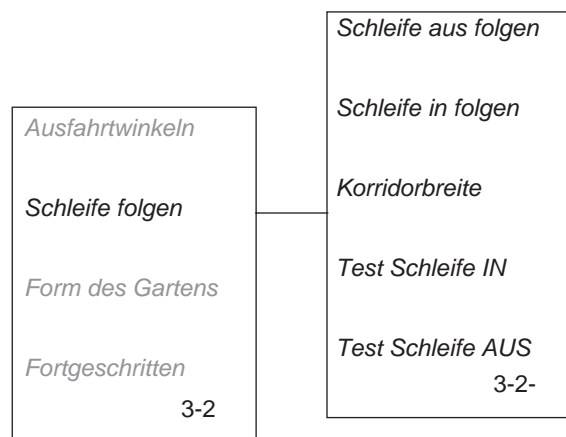 Ausfahrtwinkeln
Schleife folgen
Form des Gartens
Fortgeschritten
3-2
Schleife aus folgen
Schleife in folgen
Korridorbreite
Test Schleife IN
Test Schleife AUS
3-2-